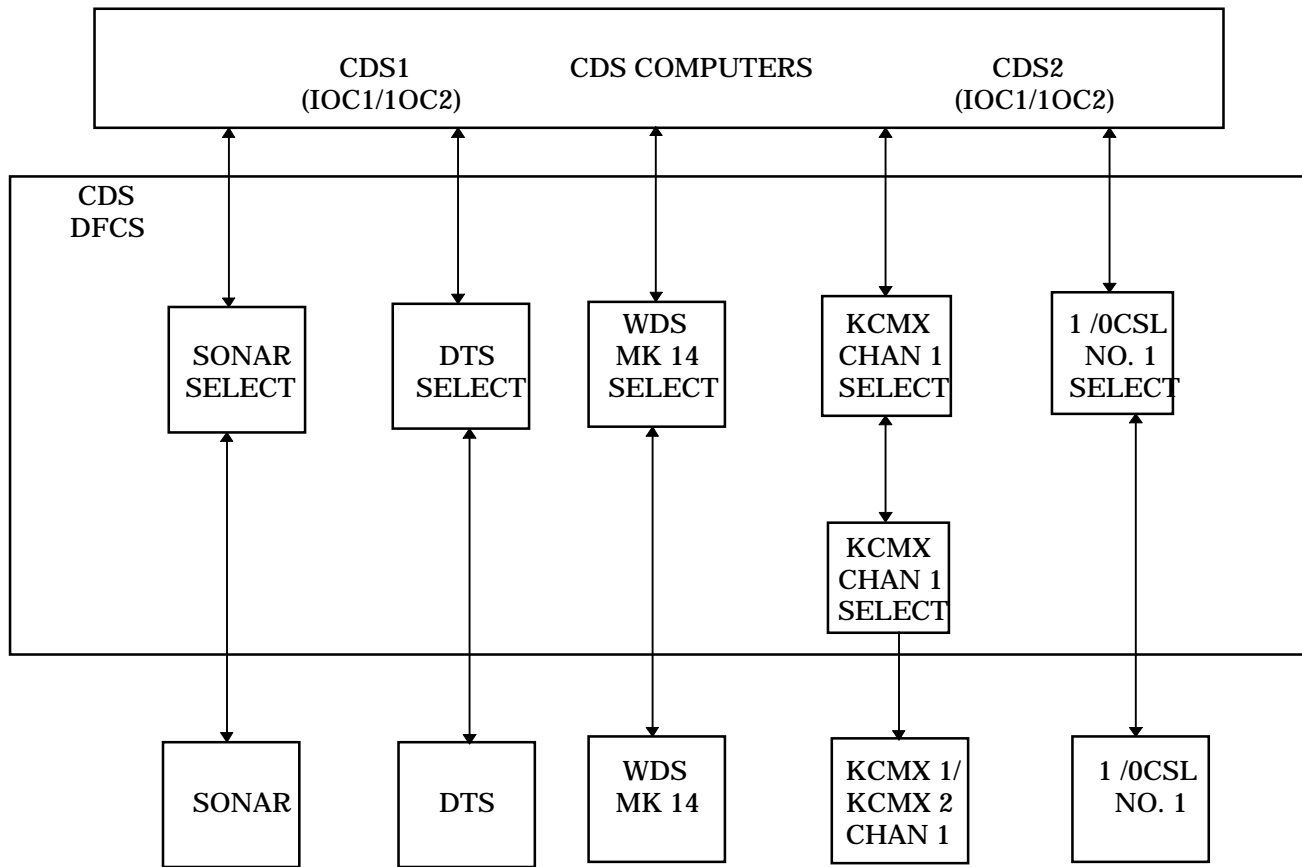 CDS1
(IOC1/1OC2)
CDS COMPUTERS
CDS2
(IOC1/1OC2)
CDS
DFCS
SONAR
SELECT
DTS
SELECT
WDS
MK 14
SELECT
KCMX
CHAN 1
SELECT
1 /0CSL
NO. 1
SELECT
KCMX
CHAN 1
SELECT
SONAR
DTS
WDS
MK 14
KCMX 1/
KCMX 2
CHAN 1
1 /0CSL
NO. 1